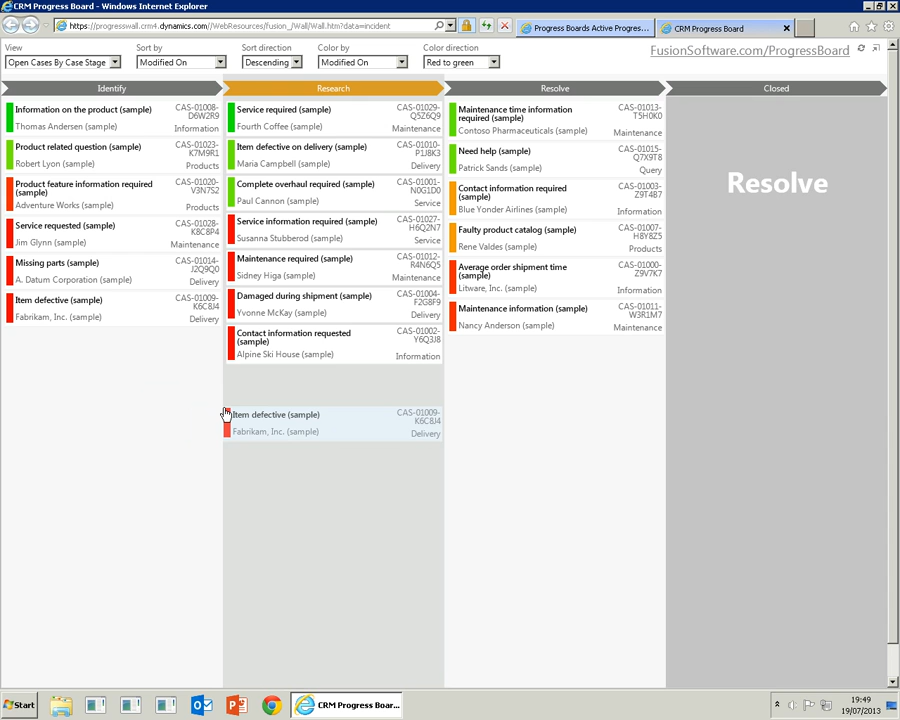 CRM Progress Board - Windows Internet Explorer
https://progresswall.crm4.dynamics.com//WebResources/fusion_/Wall/Wall.htm?data=incident
Progress Boards Active Progres...
CRM Progress Board
View
Sort by
Sort direction
Color by
Color direction
FusionSoftware.com/ProgressBoard
Open Cases By Case Stage
Modified On
Descending
Modified On
Red to green
Identify
Research
Resolve
Closed
Information on the product (sample)
CAS-01008-
D6W2R9
Thomas Andersen (sample)
Information
Product related question (sample)
CAS-01023-
K7M9R1
Robert Lyon (sample)
Products
Product feature information required
(sample)
CAS-01020-
V3N7S2
Adventure Works (sample)
Products
Service requested (sample)
CAS-01028-
K8C8P4
Jim Glynn (sample)
Maintenance
Missing parts (sample)
CAS-01014-
J2Q9Q0
A. Datum Corporation (sample)
Delivery
Item defective (sample)
CAS-01009-
K6C8J4
Fabrikam, Inc. (sample)
Delivery
Service required (sample)
CAS-01029-
Q5Z6Q9
Fourth Coffee (sample)
Maintenance
Item defective on delivery (sample)
CAS-01010-
P1J8K3
Maria Campbell (sample)
Delivery
Complete overhaul required (sample)
CAS-01001-
N0G1D0
Paul Cannon (sample)
Service
Service information required (sample)
CAS-01027-
H6Q2N7
Susanna Stubberod (sample)
Service
Maintenance required (sample)
CAS-01012-
R4N6Q5
Sidney Higa (sample)
Maintenance
Damaged during shipment (sample)
CAS-01004-
F2G8F9
Yvonne McKay (sample)
Delivery
Contact information requested
(sample)
CAS-01002-
Y6Q3J8
Alpine Ski House (sample)
Information
Item defective (sample)
CAS-01009-
K6C8J4
Fabrikam, Inc. (sample)
Delivery
Maintenance time information
required (sample)
CAS-01013-
T5H0K0
Contoso Pharmaceuticals (sample)
Maintenance
Need help (sample)
CAS-01015-
Q7X9T8
Patrick Sands (sample)
Query
Contact information required
(sample)
CAS-01003-
Z9T4B7
Blue Yonder Airlines (sample)
Information
Faulty product catalog (sample)
CAS-01007-
H8Y8Z5
Rene Valdes (sample)
Products
Average order shipment time
(sample)
CAS-01000-
Z9V7K7
Litware, Inc. (sample)
Information
Maintenance information (sample)
CAS-01011-
W3R1M7
Nancy Anderson (sample)
Maintenance
Resolve
Start
CRM Progress Boar...
19:49
19/07/2013